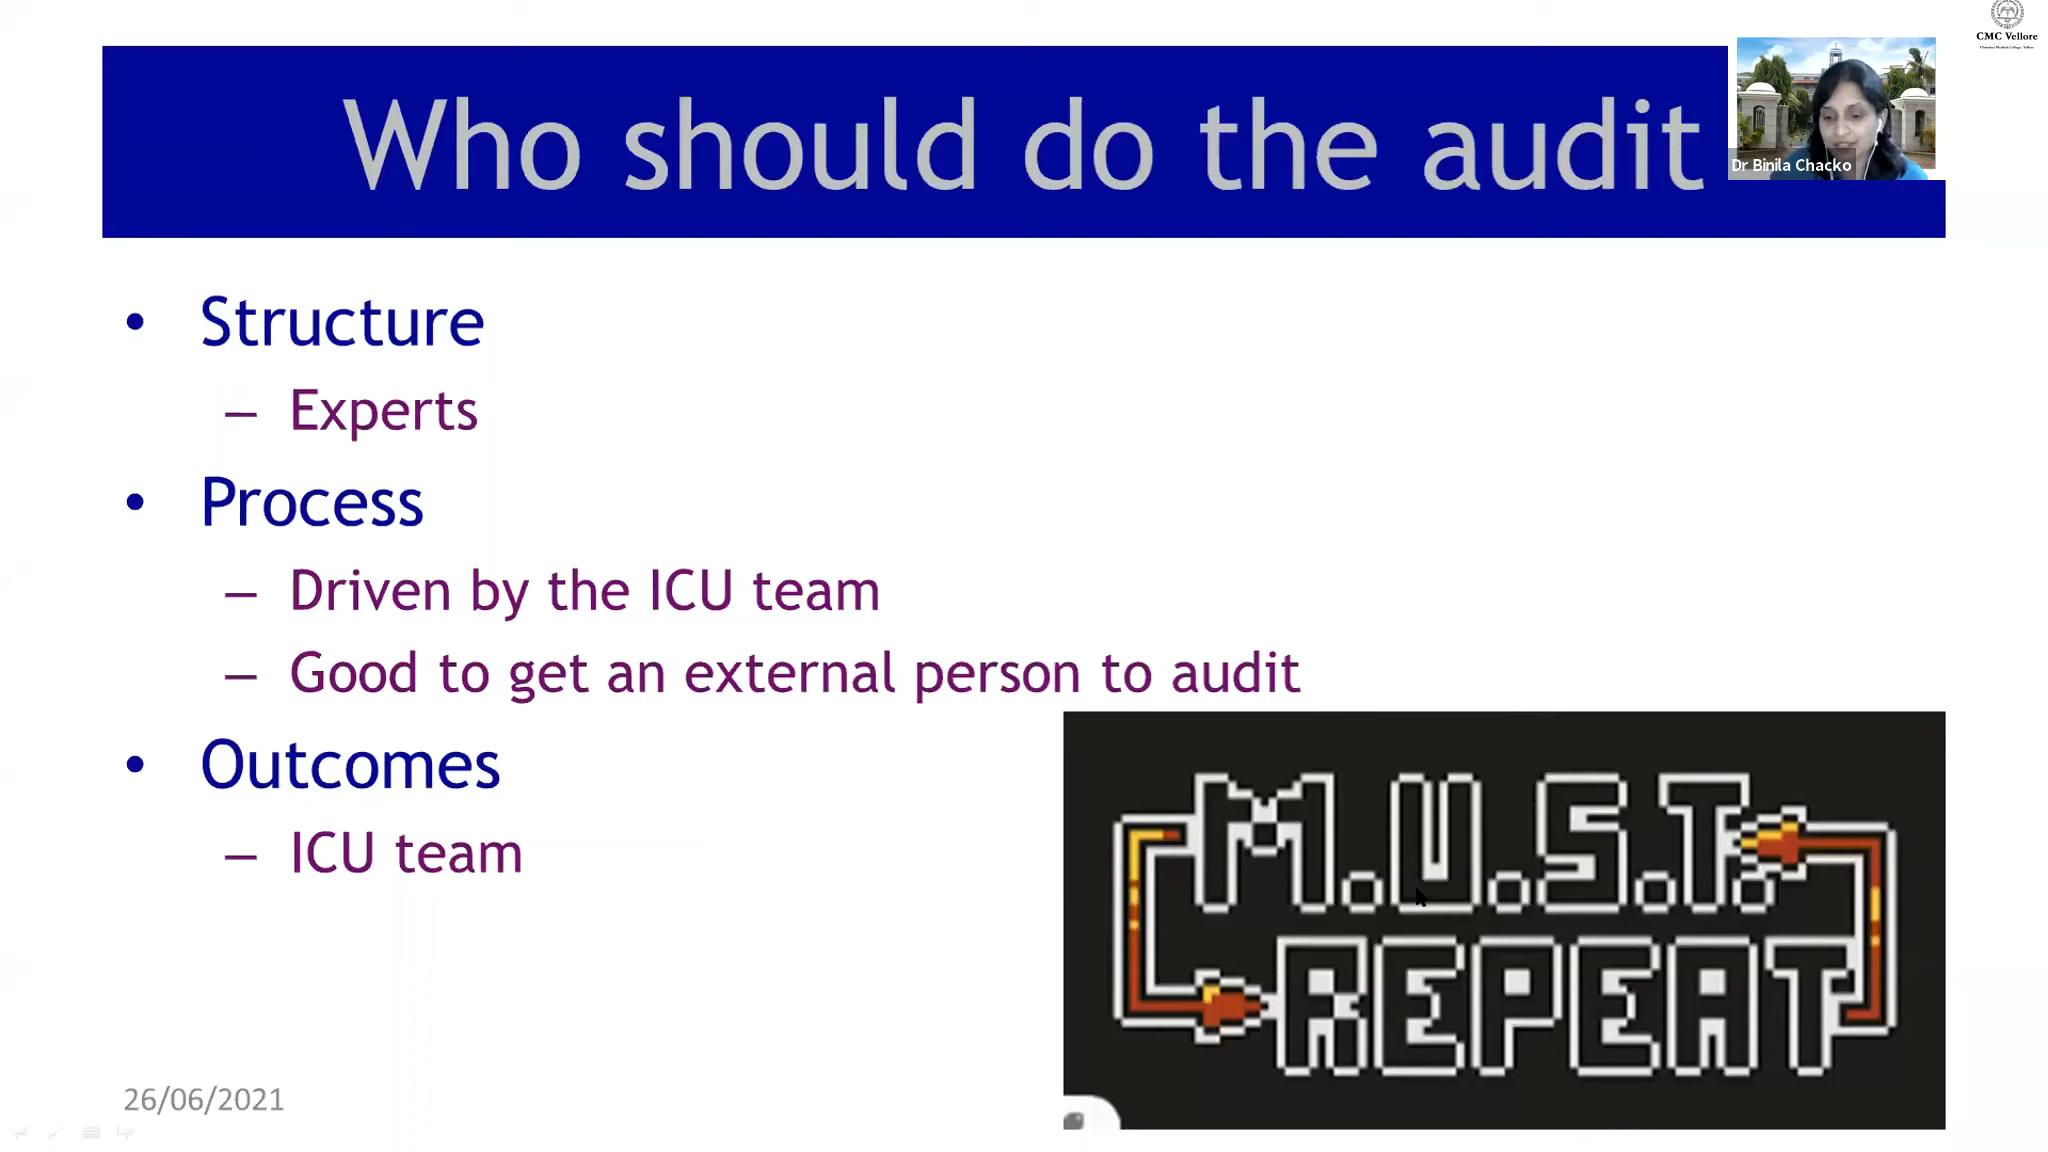 CMC Vellore
Who should do the audit
Dr Binila Chacko
• Structure
– Experts
• Process
– Driven by the ICU team
– Good to get an external person to audit
• Outcomes
– ICU team
M.U.S.T.
REPEAT
26/06/2021